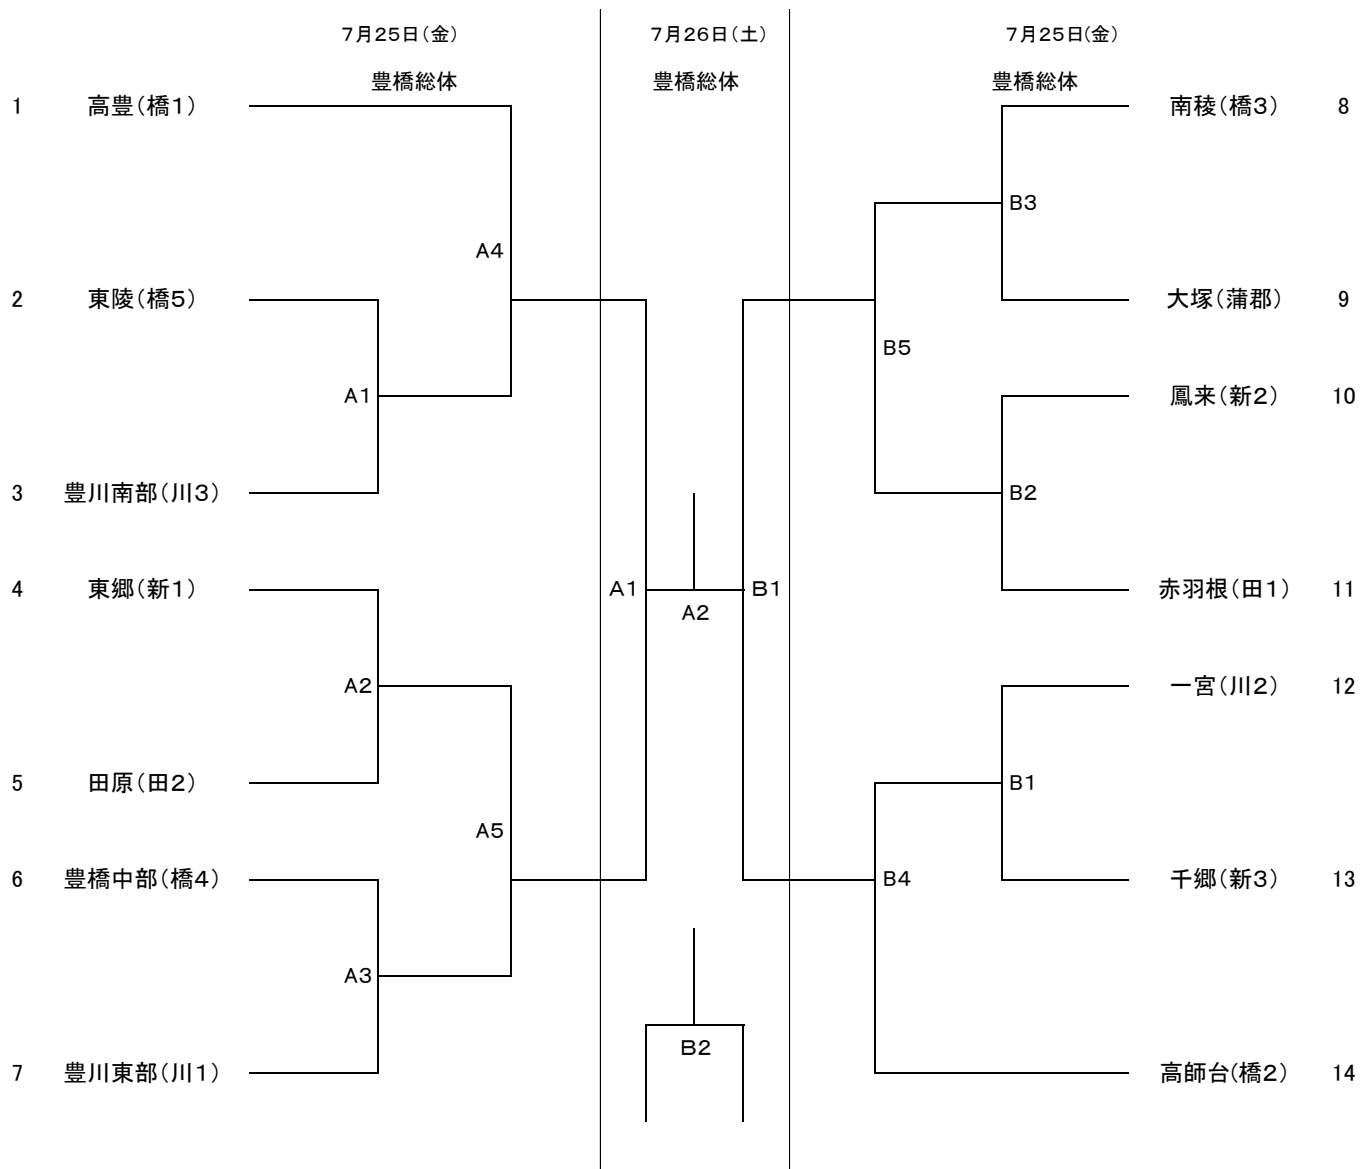 7月25日(金) 7月26日(土) 7月25日(金)
豊橋総体 豊橋総体 豊橋総体
1 高豊(橋1) 南稜(橋3) 8
B3
A4
2 東陵(橋5) 大塚(蒲郡) 9
B5
A1 鳳来(新2) 10
3 豊川南部(川3) B2
4 東郷(新1) A1 B1 赤羽根(田1) 11
A2
A2 一宮(川2) 12
5 田原(田2) B1
A5
6 豊橋中部(橋4) B4 千郷(新3) 13
A3
B2
7 豊川東部(川1) 高師台(橋2) 14